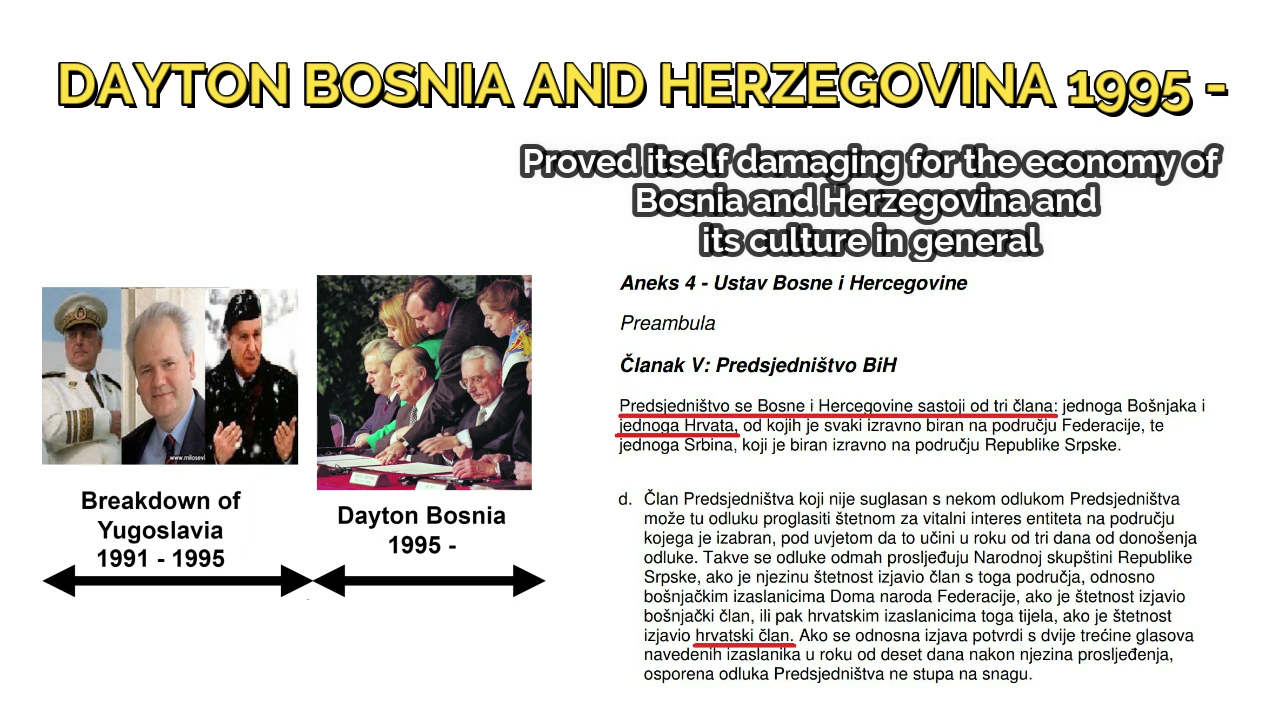 DAYTON BOSNIA AND HERZEGOVINA 1995 -
Proved itself damaging for the economy of
Bosnia and Herzegovina and
its culture in general
www.milosevi
Breakdown of
Yugoslavia
1991 - 1995
Dayton Bosnia
1995 -
Aneks 4 - Ustav Bosne i Hercegovine
Preambula
Članak V: Predsjedništvo BiH
Predsjedništvo se Bosne i Hercegovine sastoji od tri člana: jednoga Bošnjaka i
jednoga Hrvata, od kojih je svaki izravno biran na području Federacije, te
jednoga Srbina, koji je biran izravno na području Republike Srpske.
d. Član Predsjedništva koji nije suglasan s nekom odlukom Predsjedništva
može tu odluku proglasiti štetnom za vitalni interes entiteta na području
kojega je izabran, pod uvjetom da to učini u roku od tri dana od donošenja
odluke. Takve se odluke odmah prosljeđuju Narodnoj skupštini Republike
Srpske, ako je njezinu štetnost izjavio član s toga područja, odnosno
bošnjačkim izaslanicima Doma naroda Federacije, ako je štetnost izjavio
bošnjački član, ili pak hrvatskim izaslanicima toga tijela, ako je štetnost
izjavio hrvatski član. Ako se odnosna izjava potvrdi s dvije trećine glasova
navedenih izaslanika u roku od deset dana nakon njezina prosljeđenja,
osporena odluka Predsjedništva ne stupa na snagu.